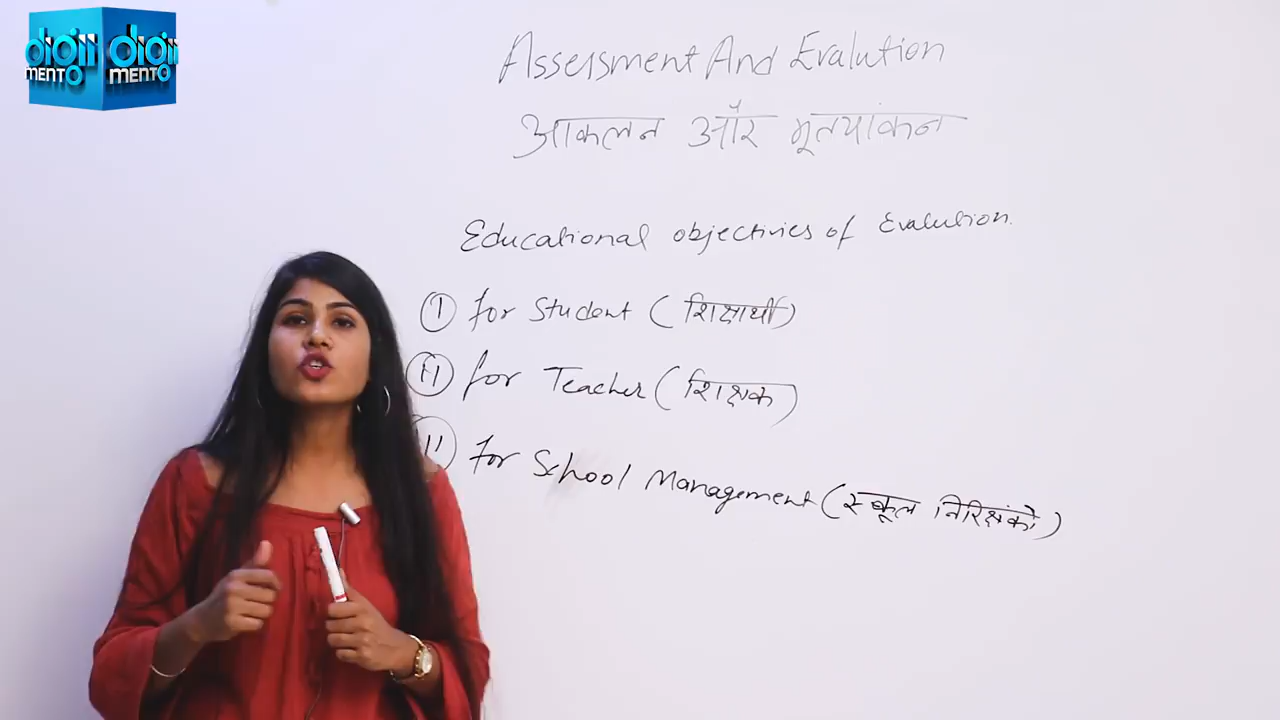 digii MENTO digii MENTO
Assessment And Evalution
आकलन और मूल्यांकन
Educational objectivies of Evalution.
I for Student (शिक्षार्थी)
II for Teacher (शिक्षक)
III for School Management (स्कूल निरिक्षको)